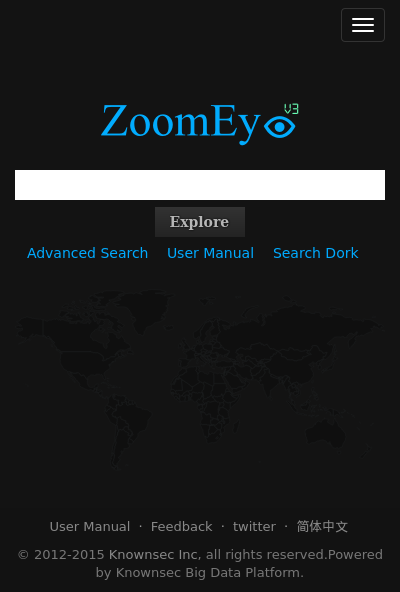 ZoomEye V3
Explore
Advanced Search User Manual Search Dork
User Manual · Feedback · twitter · 简体中文
© 2012-2015 Knownsec Inc, all rights reserved.Powered
by Knownsec Big Data Platform.